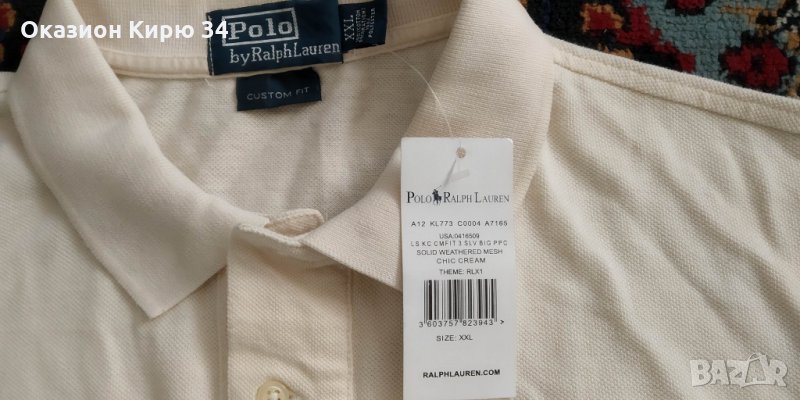 Оказион Кирю 34
Polo
by Ralph Lauren
XXL
CUSTOM FIT
POLO RALPH LAUREN
A12 KL773 C0004 A7165
USA:0416509
LS KC CMFIT 3 SLV BIG PPC
SOLID WEATHERED MESH
CHIC CREAM
THEME: RLX1
3 603757 823943 >
SIZE: XXL
RALPHLAUREN.COM
bazar.bg